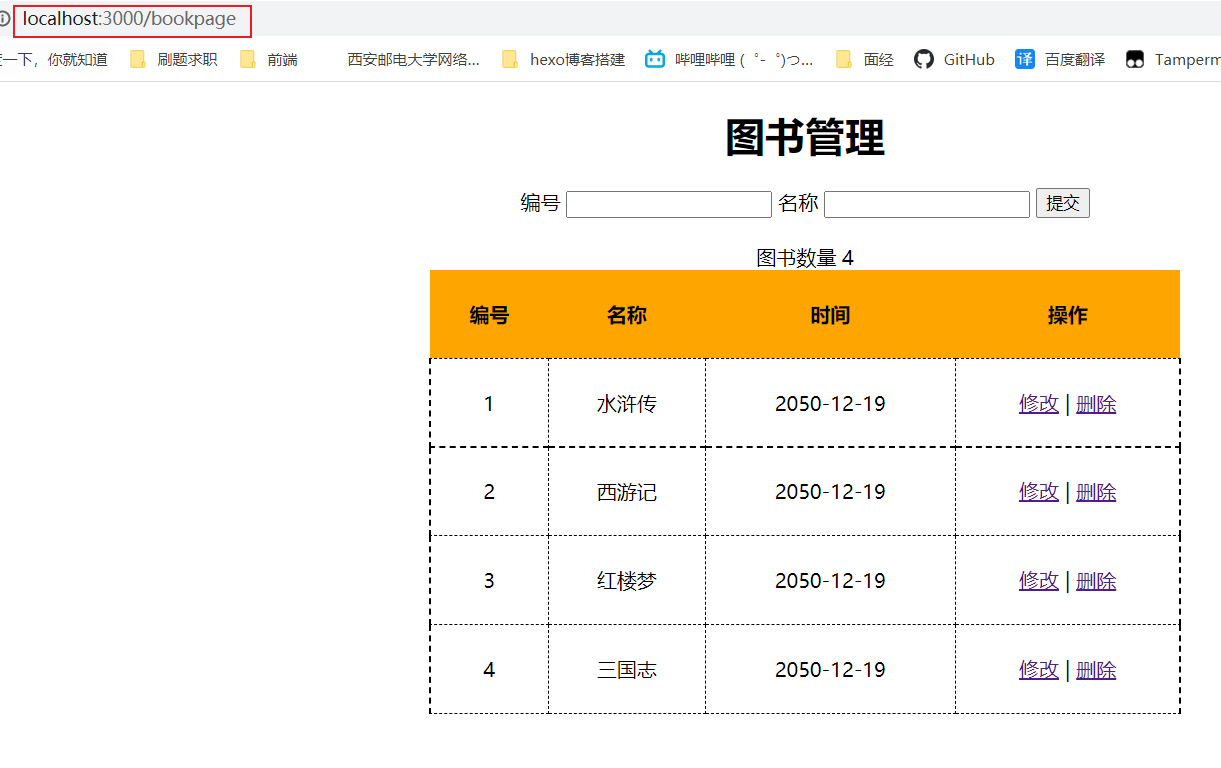 localhost:3000/bookpage
一下，你就知道 刷题求职 前端 西安邮电大学网络... hexo博客搭建 哔哩哔哩 (゜-゜)つ... 面经 GitHub 译 百度翻译 Tamperm
图书管理
编号 名称 提交
图书数量 4
编号 名称 时间 操作
1 水浒传 2050-12-19 修改 | 删除
2 西游记 2050-12-19 修改 | 删除
3 红楼梦 2050-12-19 修改 | 删除
4 三国志 2050-12-19 修改 | 删除